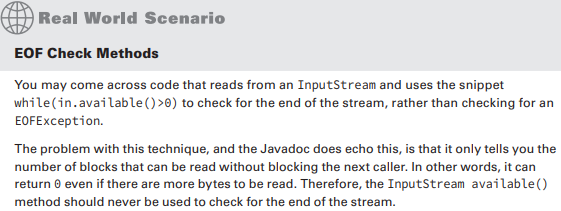 Real World Scenario
EOF Check Methods
You may come across code that reads from an InputStream and uses the snippet
while(in.available()>0) to check for the end of the stream, rather than checking for an
EOFException.
The problem with this technique, and the Javadoc does echo this, is that it only tells you the
number of blocks that can be read without blocking the next caller. In other words, it can
return 0 even if there are more bytes to be read. Therefore, the InputStream available()
method should never be used to check for the end of the stream.